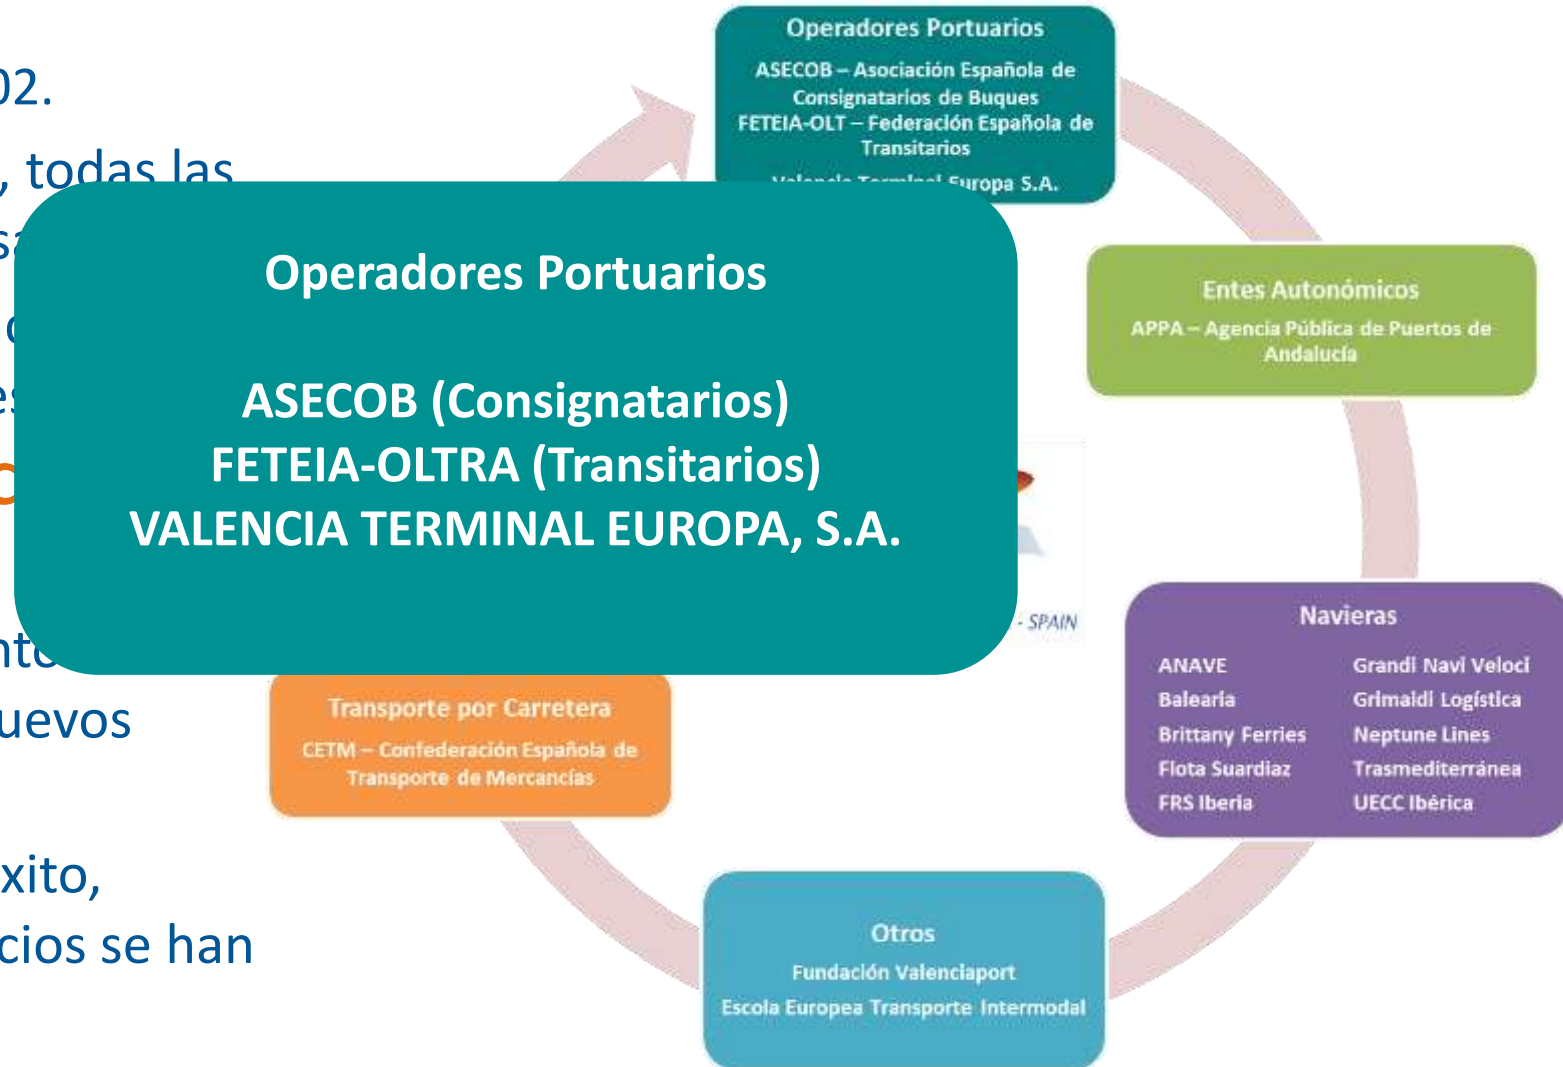 02.
, todas las
Operadores Portuarios
ASECOB (Consignatarios)
FETEIA-OLTRA (Transitarios)
VALENCIA TERMINAL EUROPA, S.A.
uevos
xito,
cios se han
Operadores Portuarios
ASECOB – Asociación Española de
Consignatarios de Buques
FETEIA-OLT – Federación Española de
Transitarios
Valencia Terminal Europa S.A.
Entes Autonómicos
APPA – Agencia Pública de Puertos de
Andalucía
- SPAIN
Navieras
ANAVE
Balearia
Brittany Ferries
Flota Suardiaz
FRS Iberia
Grandi Navi Veloci
Grimaldi Logística
Neptune Lines
Trasmediterránea
UECC Ibérica
Otros
Fundación Valenciaport
Escola Europea Transporte Intermodal
Transporte por Carretera
CETM – Confederación Española de
Transporte de Mercancías